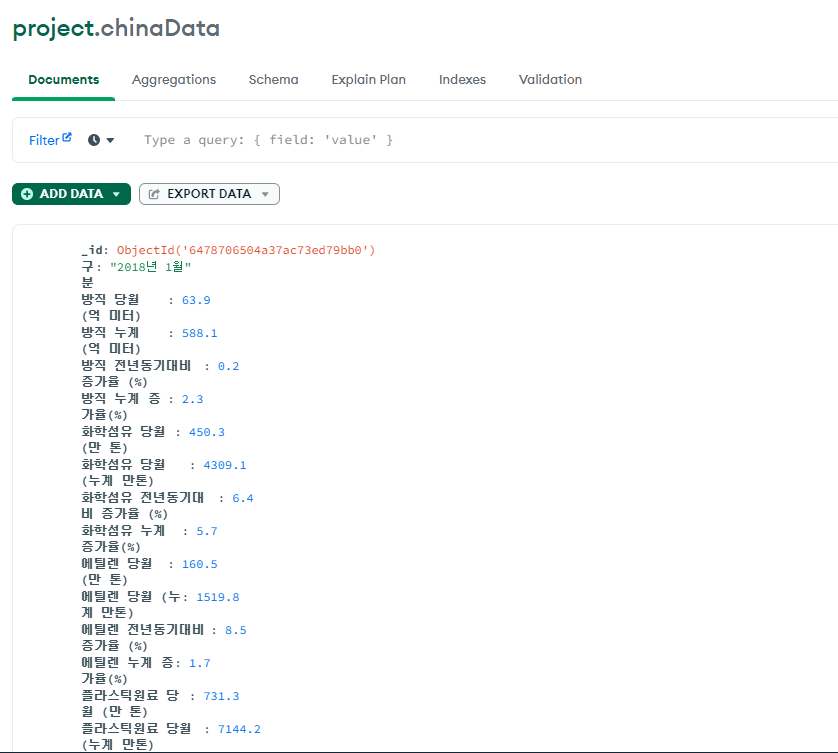 project.chinaData
Documents Aggregations Schema Explain Plan Indexes Validation
Filter Type a query: { field: 'value' }
ADD DATA EXPORT DATA
_id: ObjectId('6478706504a37ac73ed79bb0')
구 : "2018년 1월"
분
방직 당월 : 63.9
(억 미터)
방직 누계 : 588.1
(억 미터)
방직 전년동기대비 : 0.2
증가율 (%)
방직 누계 증 : 2.3
가율(%)
화학섬유 당월 : 450.3
(만 톤)
화학섬유 당월 : 4309.1
(누계 만톤)
화학섬유 전년동기대 : 6.4
비 증가율 (%)
화학섬유 누계 : 5.7
증가율(%)
에틸렌 당월 : 160.5
(만 톤)
에틸렌 당월 (누: 1519.8
계 만톤)
에틸렌 전년동기대비 : 8.5
증가율 (%)
에틸렌 누계 증: 1.7
가율(%)
플라스틱원료 당 : 731.3
월 (만 톤)
플라스틱원료 당월 : 7144.2
(누계 만톤)